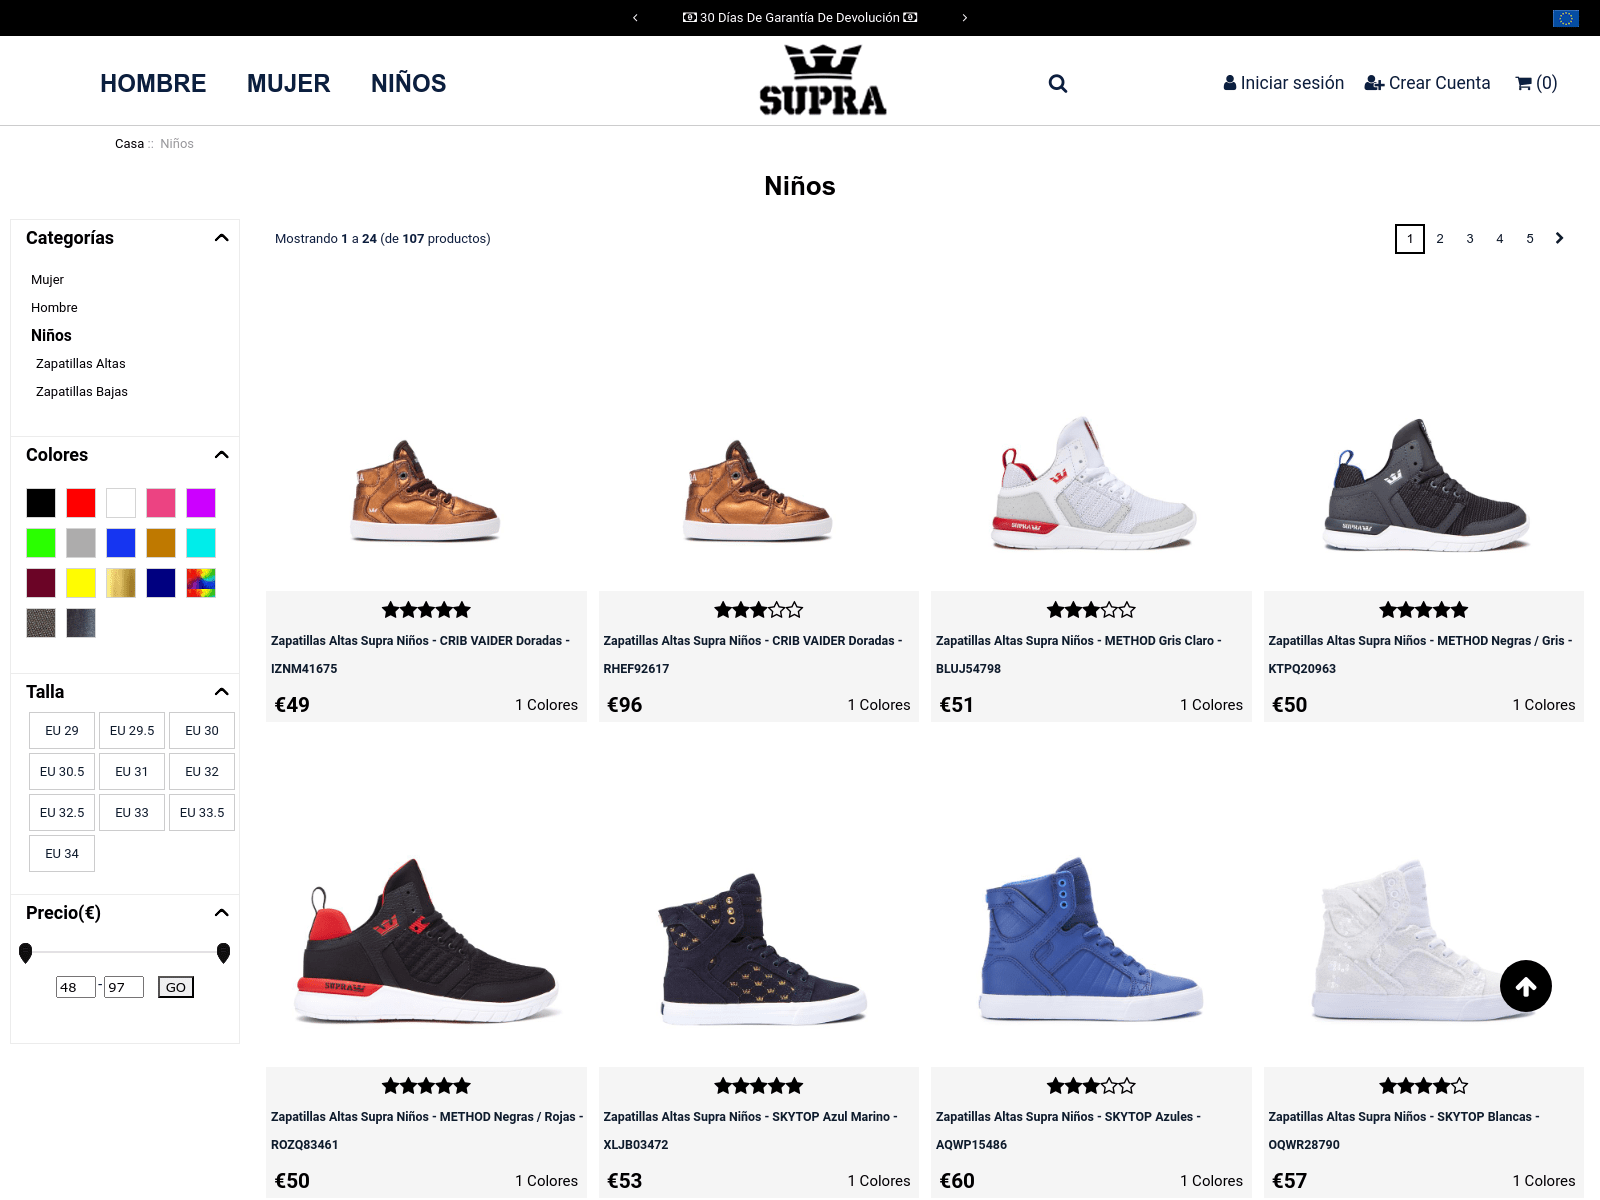 30 Días De Garantía De Devolución
HOMBRE MUJER NIÑOS
SUPRA
Iniciar sesión Crear Cuenta (0)
Casa :: Niños
Niños
Categorías
Mostrando 1 a 24 (de 107 productos)
1 2 3 4 5
Mujer
Hombre
Niños
Zapatillas Altas
Zapatillas Bajas
Colores
Talla
EU 29 EU 29.5 EU 30
EU 30.5 EU 31 EU 32
EU 32.5 EU 33 EU 33.5
EU 34
Precio(€)
48 - 97 GO
Zapatillas Altas Supra Niños - CRIB VAIDER Doradas -
IZNM41675
€49 1 Colores
Zapatillas Altas Supra Niños - CRIB VAIDER Doradas -
RHEF92617
€96 1 Colores
SUPRA
Zapatillas Altas Supra Niños - METHOD Gris Claro -
BLUJ54798
€51 1 Colores
SUPRA
Zapatillas Altas Supra Niños - METHOD Negras / Gris -
KTPQ20963
€50 1 Colores
SUPRA
Zapatillas Altas Supra Niños - METHOD Negras / Rojas -
ROZQ83461
€50 1 Colores
Zapatillas Altas Supra Niños - SKYTOP Azul Marino -
XLJB03472
€53 1 Colores
Zapatillas Altas Supra Niños - SKYTOP Azules -
AQWP15486
€60 1 Colores
Zapatillas Altas Supra Niños - SKYTOP Blancas -
OQWR28790
€57 1 Colores